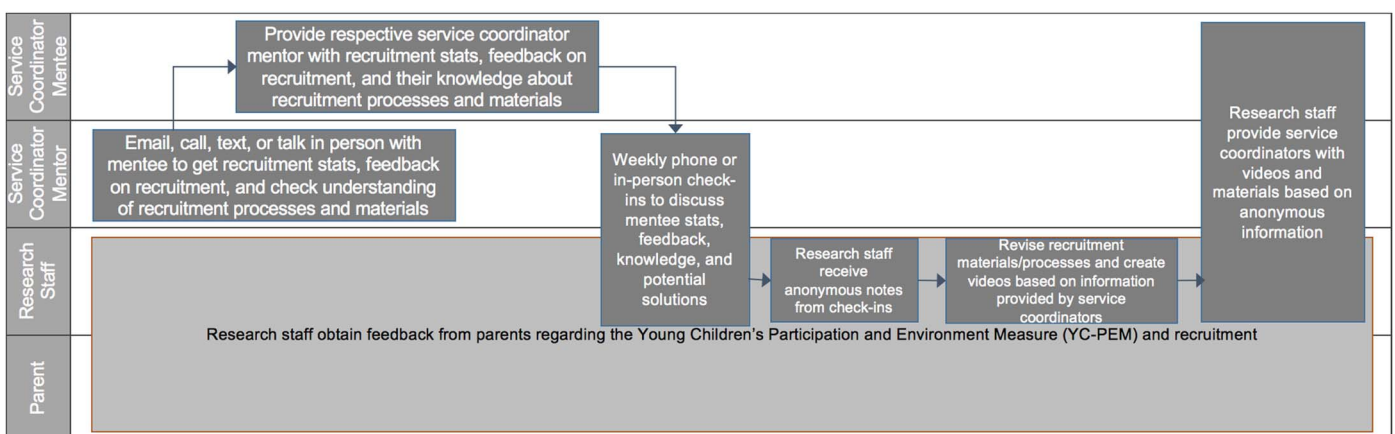 Service
Coordinator
Mentee
Provide respective service coordinator
mentor with recruitment stats, feedback on
recruitment, and their knowledge about
recruitment processes and materials
Service
Coordinator
Mentor
Email, call, text, or talk in person with
mentee to get recruitment stats, feedback
on recruitment, and check understanding
of recruitment processes and materials
Weekly phone or
in-person check-
ins to discuss
mentee stats,
feedback,
knowledge, and
potential
solutions
Research staff
provide service
coordinators with
videos and
materials based on
anonymous
information
Research
Staff
Research staff
receive
anonymous notes
from check-ins
Revise recruitment
materials/processes and create
videos based on information
provided by service
coordinators
Research staff obtain feedback from parents regarding the Young Children's Participation and Environment Measure (YC-PEM) and recruitment
Parent